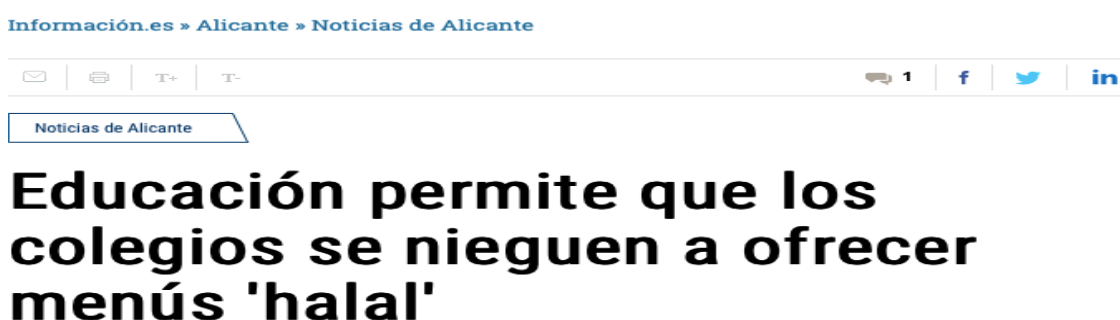 Información.es » Alicante » Noticias de Alicante
T+ T- 1 f in
Noticias de Alicante
Educación permite que los
colegios se nieguen a ofrecer
menús 'halal'